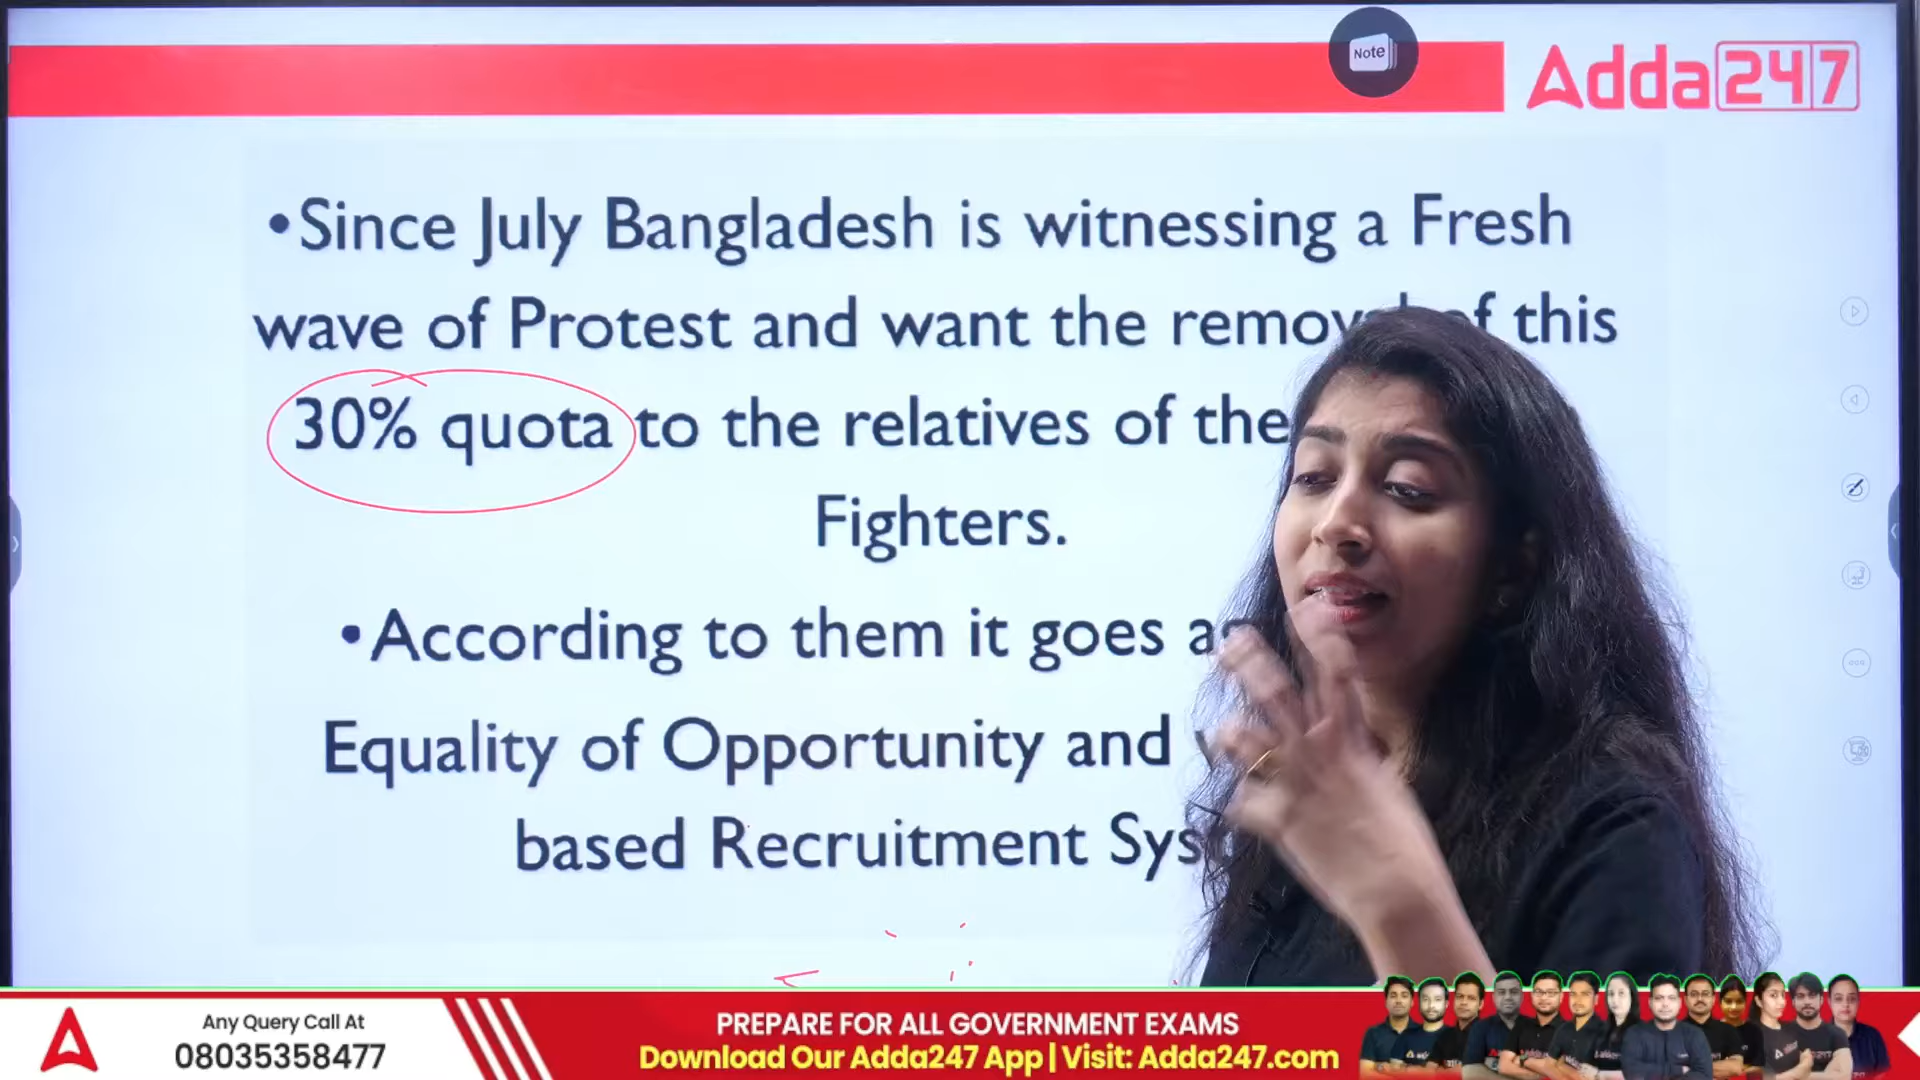 Note
Adda247
•Since July Bangladesh is witnessing a Fresh
wave of Protest and want the of this
30% quota to the relatives of the
Fighters.
•According to them it goes
Equality of Opportunity and
based Recruitment
Any Query Call At
08035358477
PREPARE FOR ALL GOVERNMENT EXAMS
Download Our Adda247 App | Visit: Adda247.com